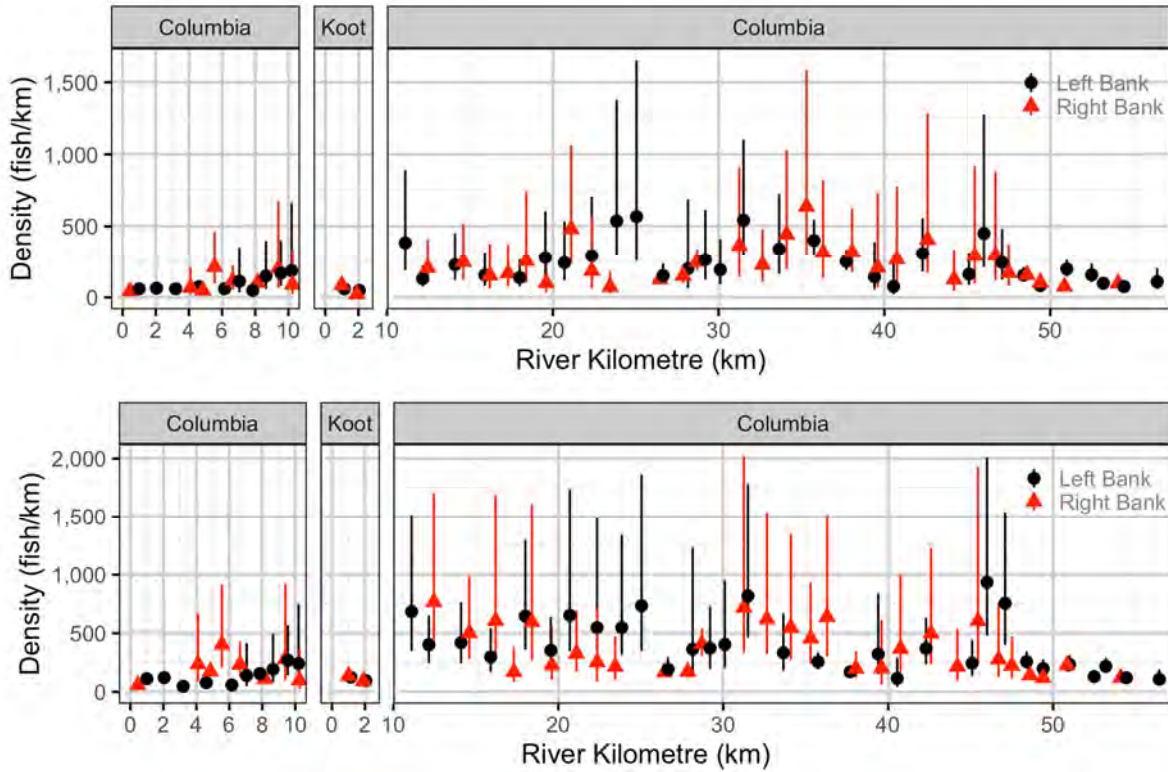 Columbia Koot Columbia
Density (fish/km)
1,500
1,000
500
0
Left Bank
Right Bank
0 2 4 6 8 10 0 1 2 10 20 30 40 50
River Kilometre (km)
Columbia Koot Columbia
Density (fish/km)
2,000
1,500
1,000
500
0
Left Bank
Right Bank
0 2 4 6 8 10 0 1 2 10 20 30 40 50
River Kilometre (km)